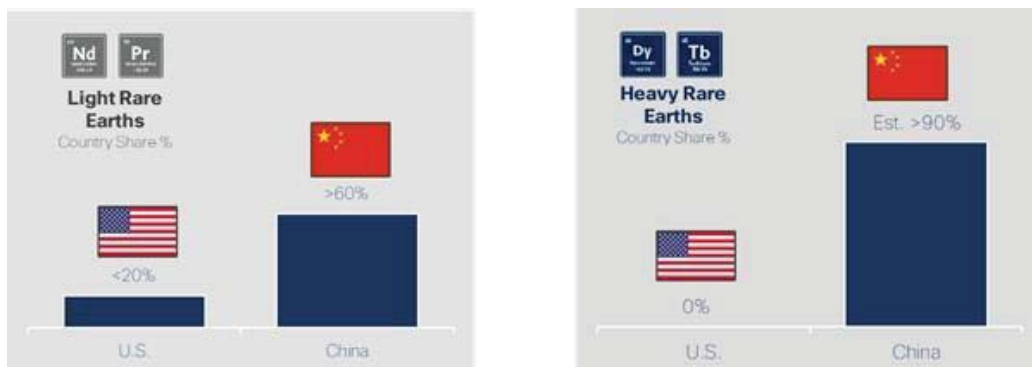 Nd
Pr
Light Rare
Earths
Country Share %
>60%
<20%
U.S.
China
Dy
Tb
Heavy Rare
Earths
Country Share %
Est. >90%
0%
U.S.
China